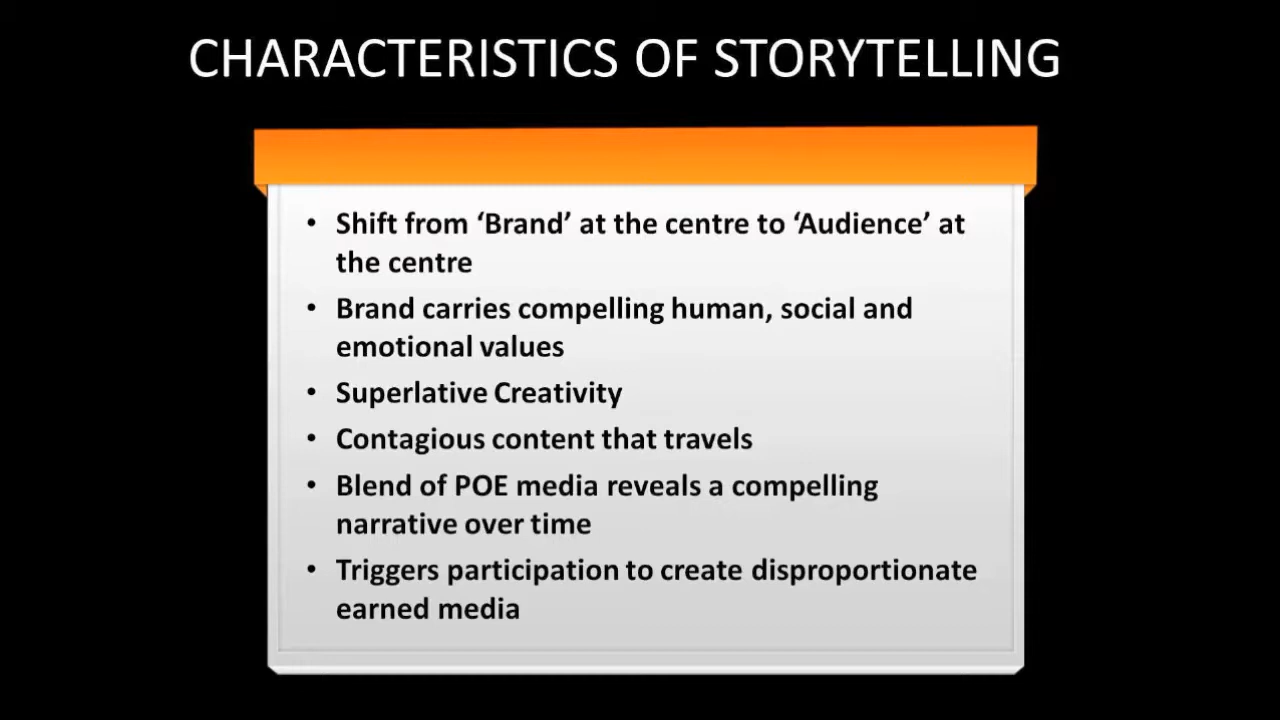 CHARACTERISTICS OF STORYTELLING
• Shift from ‘Brand’ at the centre to ‘Audience’ at
the centre
• Brand carries compelling human, social and
emotional values
• Superlative Creativity
• Contagious content that travels
• Blend of POE media reveals a compelling
narrative over time
• Triggers participation to create disproportionate
earned media